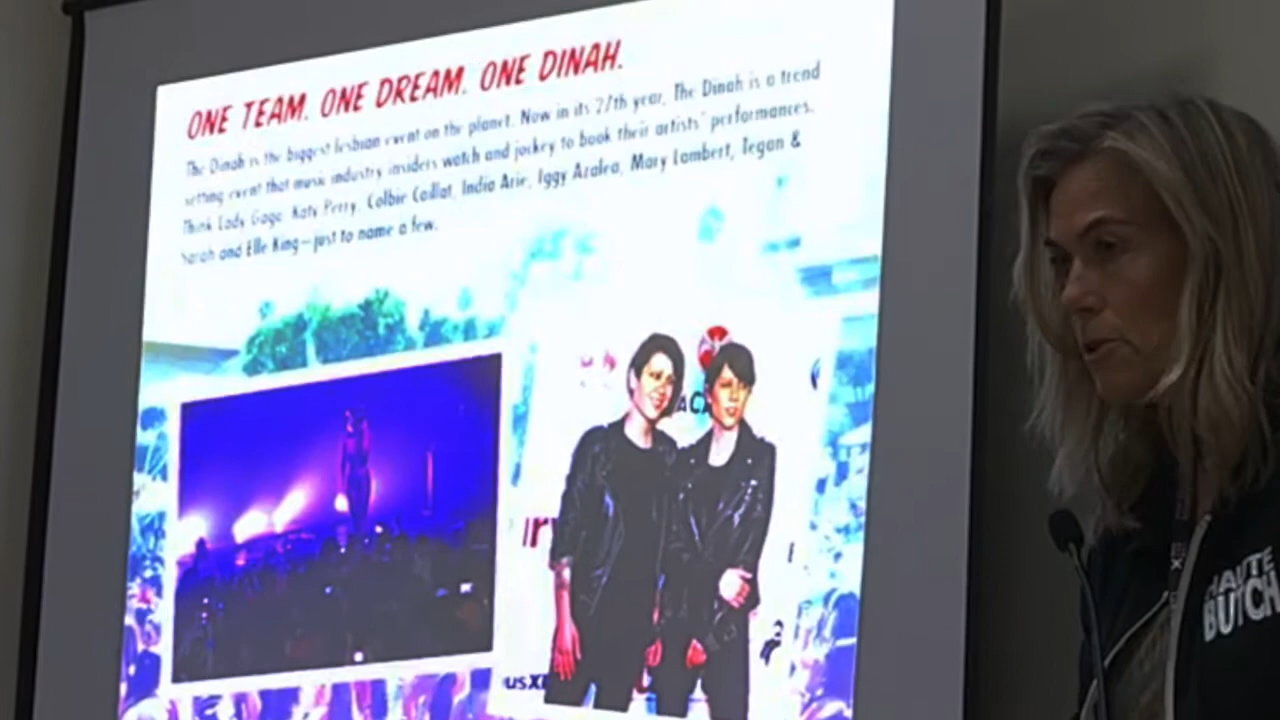 ONE TEAM. ONE DREAM. ONE DINAH.
The Dinah is the biggest lesbian event on the planet. Now in its 27th year, The Dinah is a trend
setting event that music industry insiders watch and jockey to book their artists' performances.
Think Lady Gaga, Katy Perry, Colbie Caillat, India Arie, Iggy Azalea, Mary Lambert, Tegan &
Sarah and Elle King—just to name a few.
HAUTE
BUTCH
usX